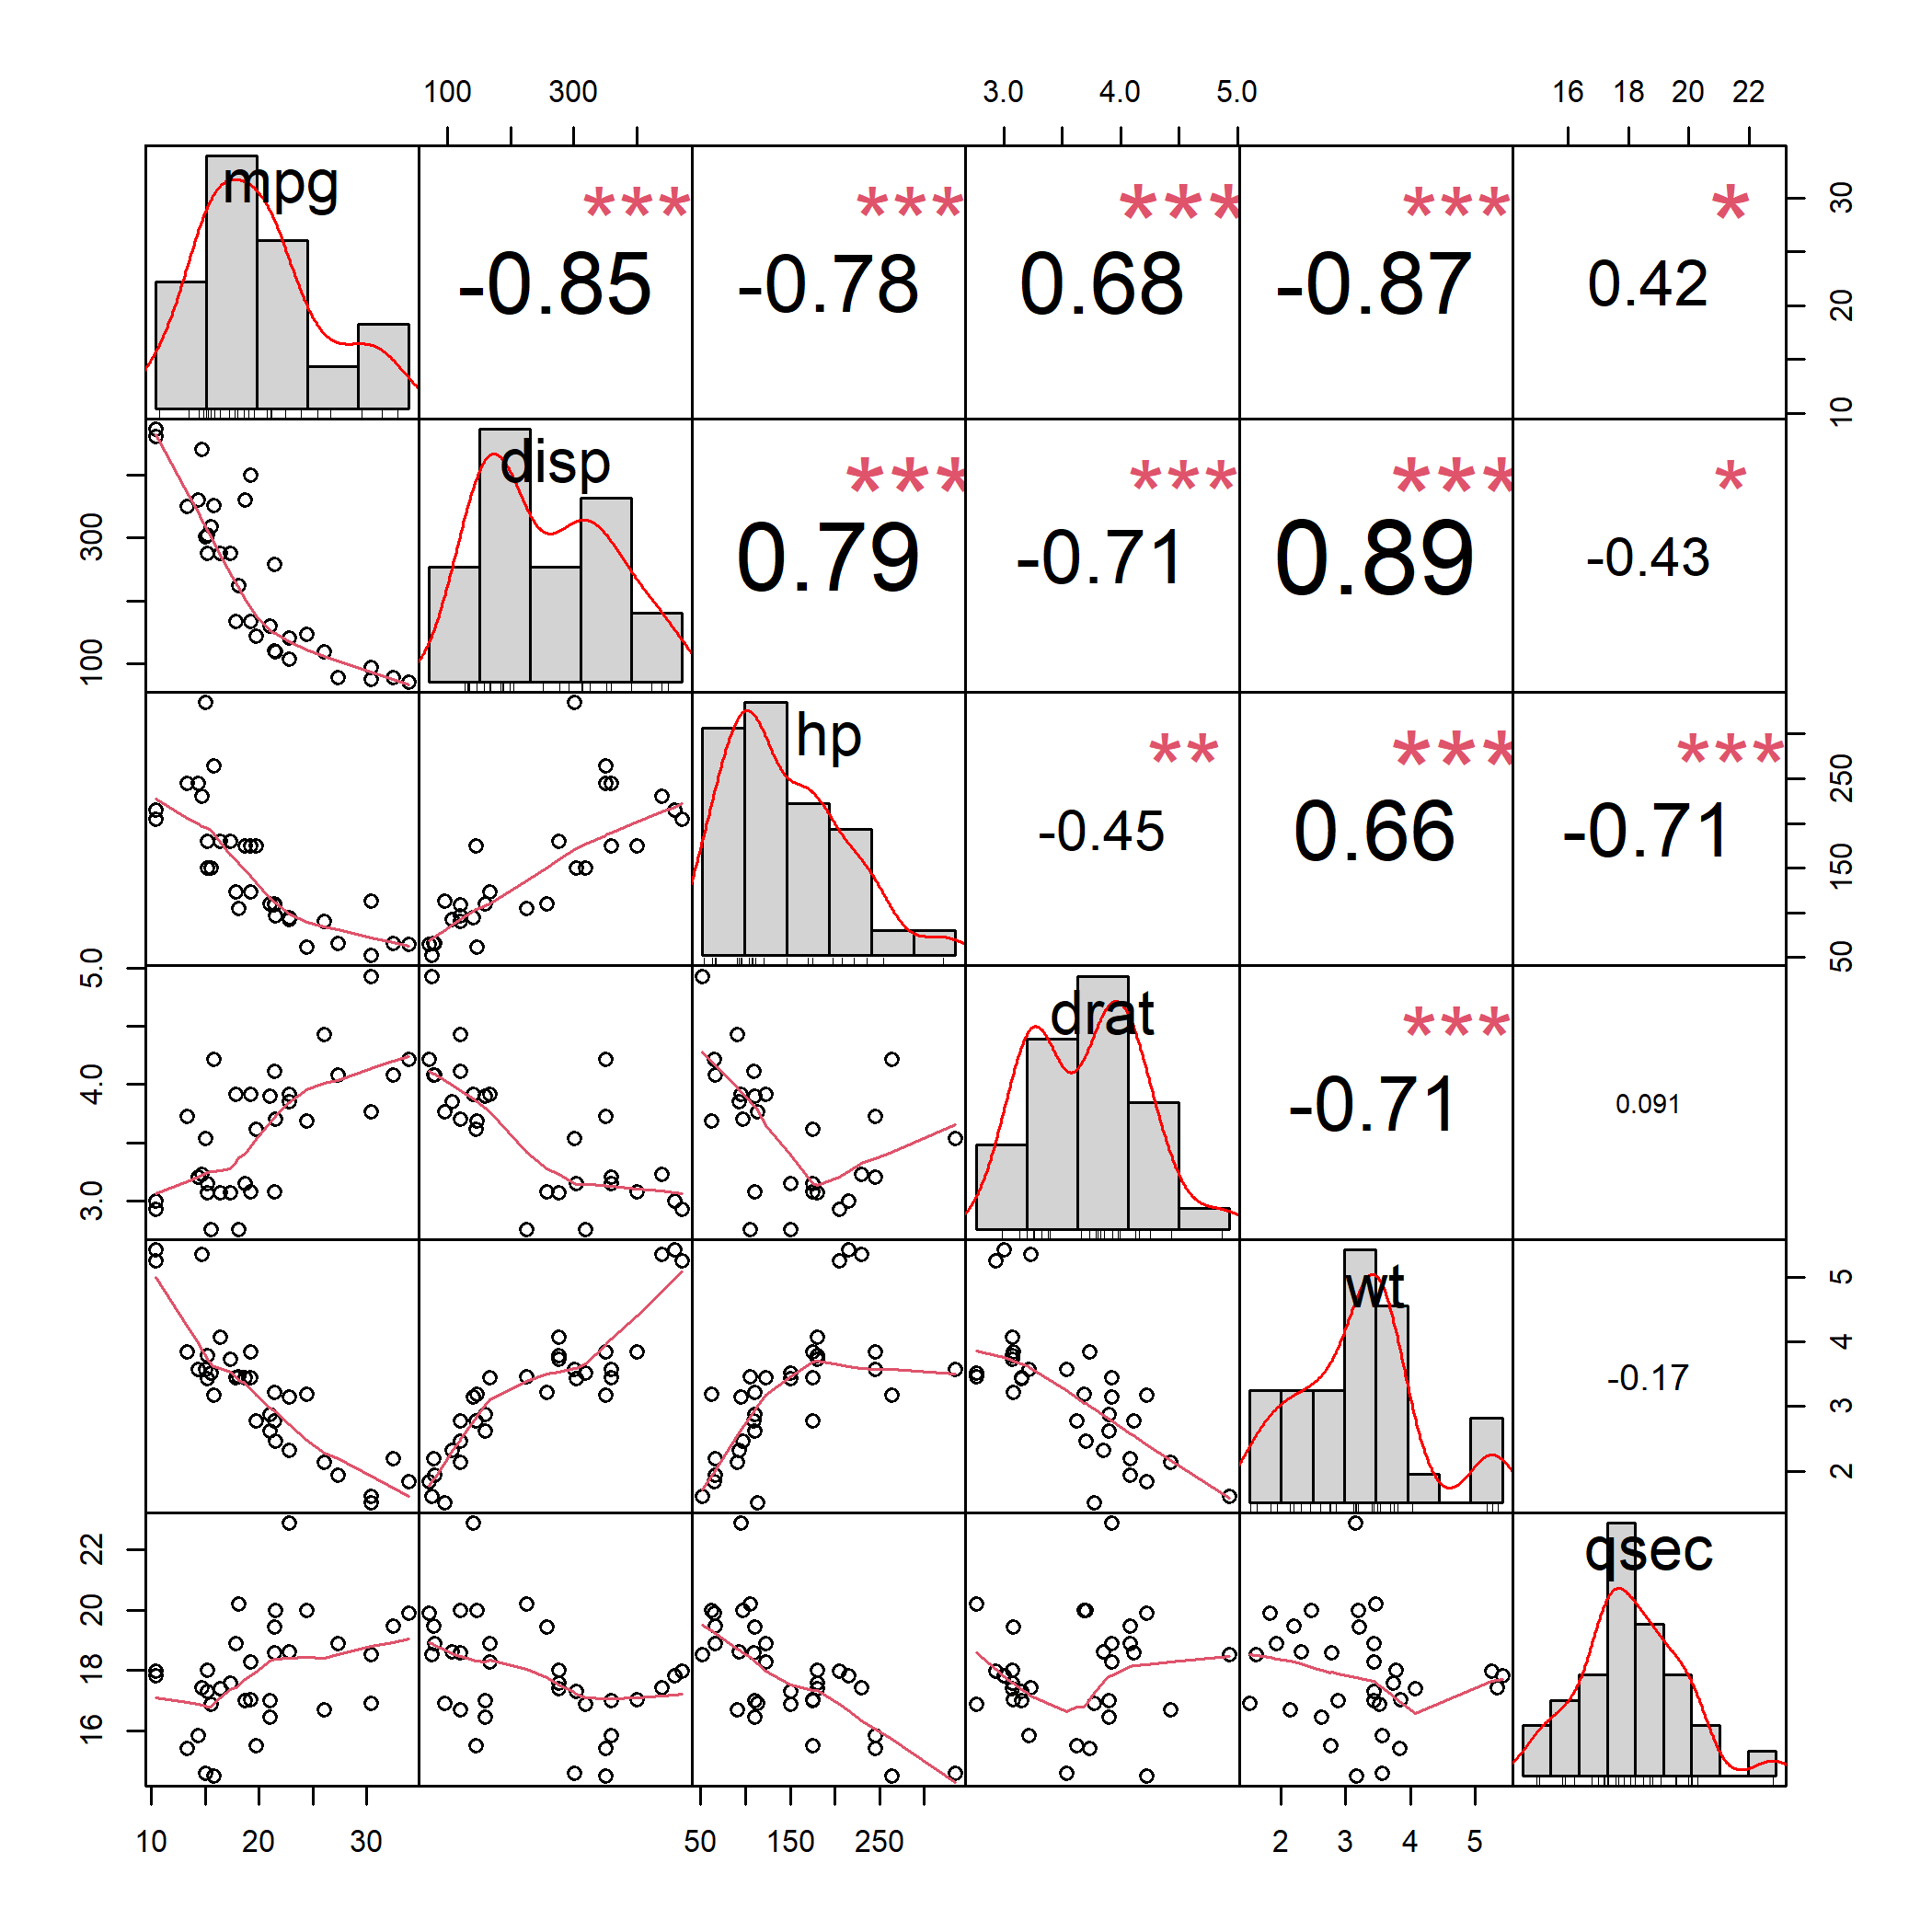 100 300 3.0 4.0 5.0 16 18 20 22
mpg *** *** *** *** *
-0.85 -0.78 0.68 -0.87 0.42
10 20 30
disp *** *** *** *
0.79 -0.71 0.89 -0.43
100 300
hp ** *** ***
-0.45 0.66 -0.71
50 150 250
drat ***
-0.71 0.091
3.0 4.0 5.0
wt
-0.17
2 3 4 5
qsec
16 18 20 22
10 20 30 50 150 250 2 3 4 5